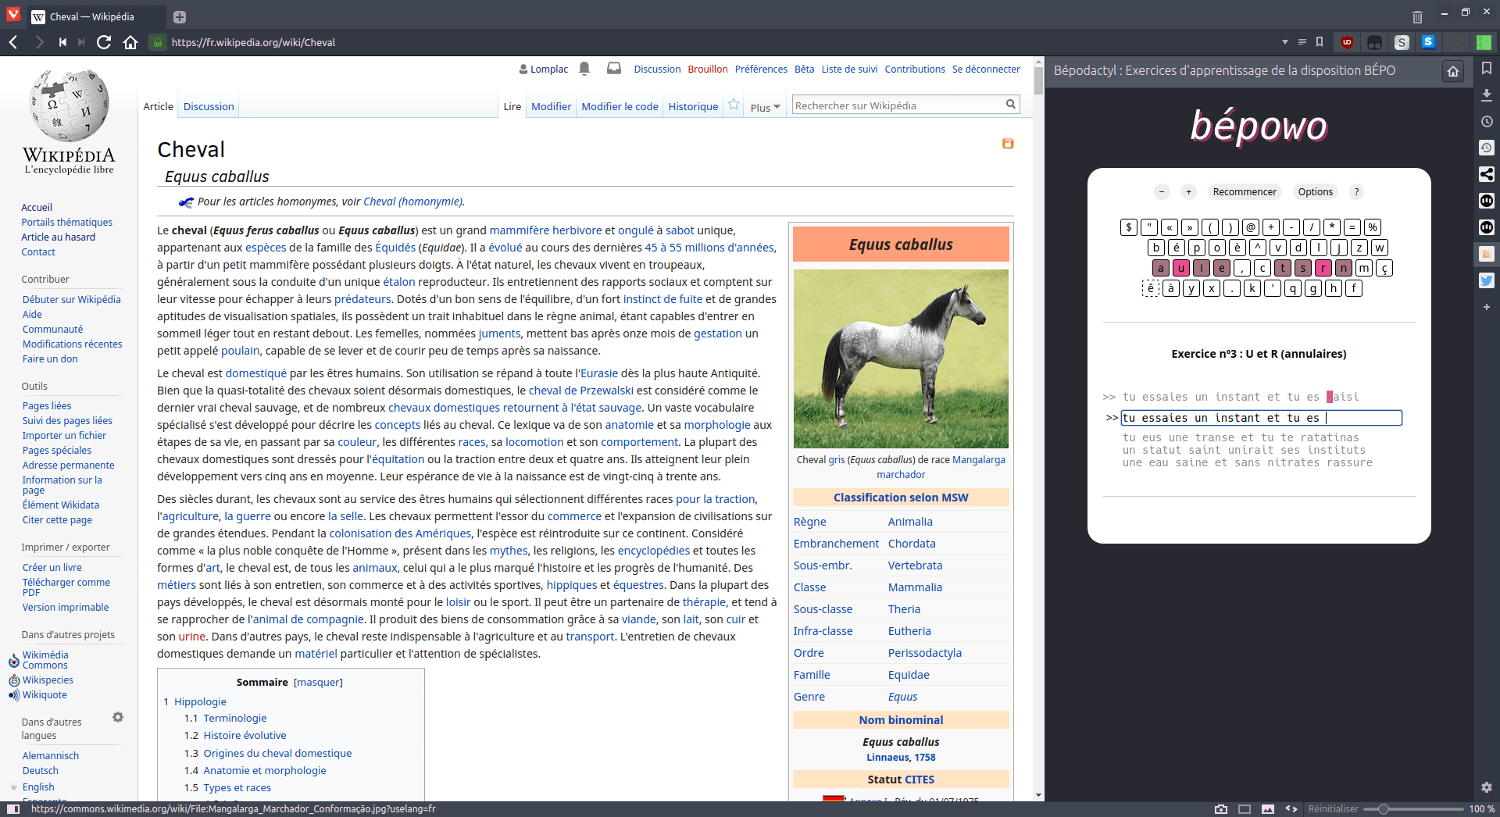 Cheval — Wikipédia
https://fr.wikipedia.org/wiki/Cheval
WIKIPÉDIA
L'encyclopédie libre
Accueil
Portails thématiques
Article au hasard
Contact
Contribuer
Débuter sur Wikipédia
Aide
Communauté
Modifications récentes
Faire un don
Outils
Pages liées
Suivi des pages liées
Importer un fichier
Pages spéciales
Adresse permanente
Information sur la
page
Élément Wikidata
Citer cette page
Imprimer / exporter
Créer un livre
Télécharger comme
PDF
Version imprimable
Dans d'autres projets
Wikimédia
Commons
Wikispecies
Wikiquote
Dans d'autres
langues
Alemannisch
Deutsch
English
Lomplac Discussion Brouillon Préférences Bêta Liste de suivi Contributions Se déconnecter
Article Discussion Lire Modifier Modifier le code Historique Plus Rechercher sur Wikipédia
Cheval
Equus caballus
Pour les articles homonymes, voir Cheval (homonymie).
Le cheval (Equus ferus caballus ou Equus caballus) est un grand mammifère herbivore et ongulé à sabot unique,
appartenant aux espèces de la famille des Équidés (Equidae). Il a évolué au cours des dernières 45 à 55 millions d'années,
à partir d'un petit mammifère possédant plusieurs doigts. À l'état naturel, les chevaux vivent en troupeaux,
généralement sous la conduite d'un unique étalon reproducteur. Ils entretiennent des rapports sociaux et comptent sur
leur vitesse pour échapper à leurs prédateurs. Dotés d'un bon sens de l'équilibre, d'un fort instinct de fuite et de grandes
aptitudes de visualisation spatiales, ils possèdent un trait inhabituel dans le règne animal, étant capables d'entrer en
sommeil léger tout en restant debout. Les femelles, nommées juments, mettent bas après onze mois de gestation un
petit appelé poulain, capable de se lever et de courir peu de temps après sa naissance.
Le cheval est domestiqué par les êtres humains. Son utilisation se répand à toute l'Eurasie dès la plus haute Antiquité.
Bien que la quasi-totalité des chevaux soient désormais domestiques, le cheval de Przewalski est considéré comme le
dernier vrai cheval sauvage, et de nombreux chevaux domestiques retournent à l'état sauvage. Un vaste vocabulaire
spécialisé s'est développé pour décrire les concepts liés au cheval. Ce lexique va de son anatomie et sa morphologie aux
étapes de sa vie, en passant par sa couleur, les différentes races, sa locomotion et son comportement. La plupart des
chevaux domestiques sont dressés pour l'équitation ou la traction entre deux et quatre ans. Ils atteignent leur plein
développement vers cinq ans en moyenne. Leur espérance de vie à la naissance est de vingt-cinq à trente ans.
Des siècles durant, les chevaux sont au service des êtres humains qui sélectionnent différentes races pour la traction,
l'agriculture, la guerre ou encore la selle. Les chevaux permettent l'essor du commerce et l'expansion de civilisations sur
de grandes étendues. Pendant la colonisation des Amériques, l'espèce est réintroduite sur ce continent. Considéré
comme « la plus noble conquête de l'Homme », présent dans les mythes, les religions, les encyclopédies et toutes les
formes d'art, le cheval est, de tous les animaux, celui qui a le plus marqué l'histoire et les progrès de l'humanité. Des
métiers sont liés à son entretien, son commerce et à des activités sportives, hippiques et équestres. Dans la plupart des
pays développés, le cheval est désormais monté pour le loisir ou le sport. Il peut être un partenaire de thérapie, et tend à
se rapprocher de l'animal de compagnie. Il produit des biens de consommation grâce à sa viande, son lait, son cuir et
son urine. Dans d'autres pays, le cheval reste indispensable à l'agriculture et au transport. L'entretien de chevaux
domestiques demande un matériel particulier et l'attention de spécialistes.
Sommaire [masquer]
1 Hippologie
1.1 Terminologie
1.2 Histoire évolutive
1.3 Origines du cheval domestique
1.4 Anatomie et morphologie
1.5 Types et races
Equus caballus
Cheval gris (Equus caballus) de race Mangalarga
marchador
Classification selon MSW
Règne Animalia
Embranchement Chordata
Sous-embr. Vertebrata
Classe Mammalia
Sous-classe Theria
Infra-classe Eutheria
Ordre Perissodactyla
Famille Equidae
Genre Equus
Nom binominal
Equus caballus
Linnaeus, 1758
Statut CITES
Bépodactyl : Exercices d'apprentissage de la disposition BÉPO
bépowo
− + Recommencer Options ?
$ " « » ( ) @ + - / * = %
b é p o è ^ v d l j z w
a u i e , c t s r n m ç
ê à y x . k ' q g h f
Exercice nº3 : U et R (annulaires)
>> tu essaies un instant et tu es aisi
>> tu essaies un instant et tu es
tu eus une transe et tu te ratatinas
un statut saint unirait ses instituts
une eau saine et sans nitrates rassure
https://commons.wikimedia.org/wiki/File:Mangalarga_Marchador_Conformação.jpg?uselang=fr
Réinitialiser 100 %